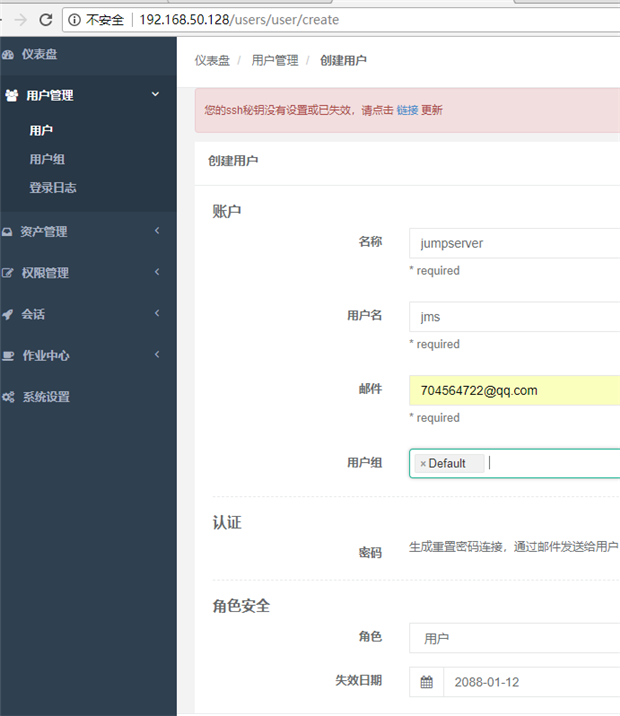 不安全 192.168.50.128/users/user/create
仪表盘
用户管理
用户
用户组
登录日志
资产管理
权限管理
会话
作业中心
系统设置
仪表盘 / 用户管理 / 创建用户
您的ssh秘钥没有设置或已失效，请点击 链接 更新
创建用户
账户
名称 jumpserver
* required
用户名 jms
* required
邮件 704564722@qq.com
* required
用户组 × Default
认证
密码 生成重置密码连接，通过邮件发送给用户
角色安全
角色 用户
失效日期 2088-01-12